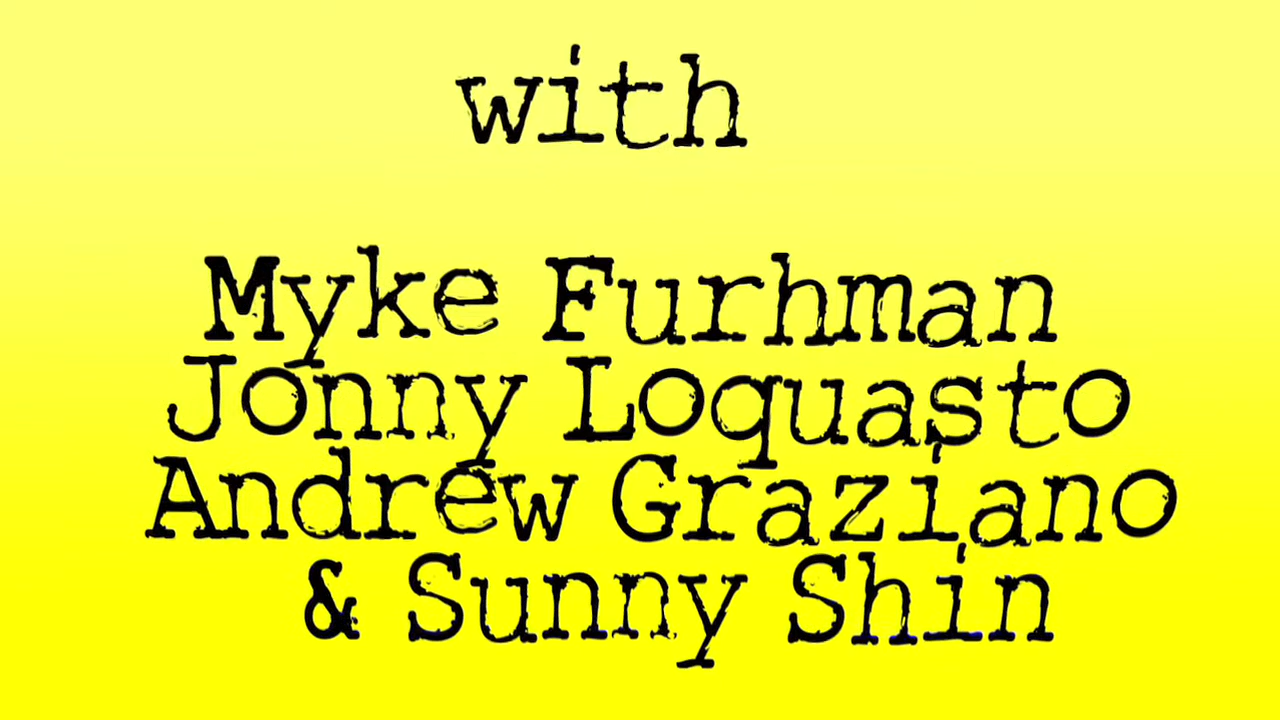 with
Myke Furhman
Jonny Loquasto
Andrew Graziano
& Sunny Shin